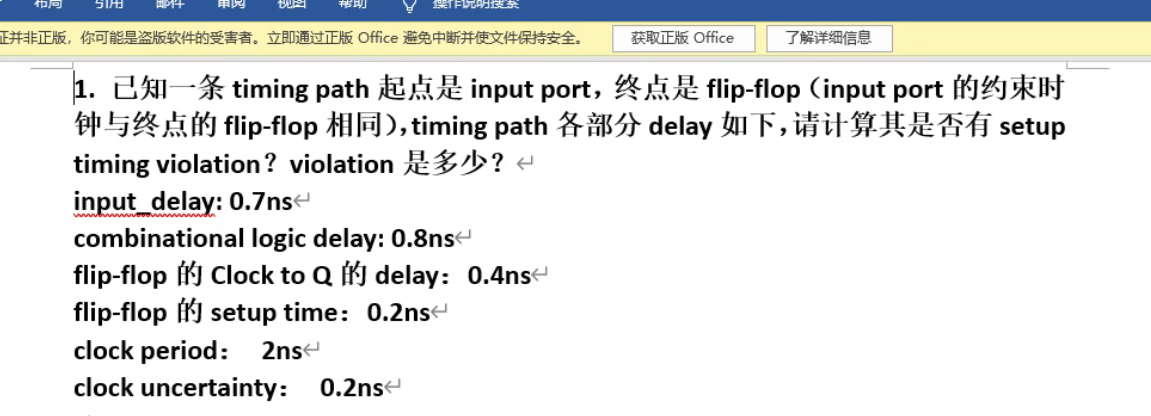 布局 引用 邮件 审阅 视图 帮助 操作说明搜索
证并非正版，你可能是盗版软件的受害者。立即通过正版 Office 避免中断并使文件保持安全。 获取正版 Office 了解详细信息
1. 已知一条 timing path 起点是 input port，终点是 flip-flop（input port 的约束时
钟与终点的 flip-flop 相同），timing path 各部分 delay 如下，请计算其是否有 setup
timing violation？violation 是多少？
input_delay: 0.7ns
combinational logic delay: 0.8ns
flip-flop 的 Clock to Q 的 delay： 0.4ns
flip-flop 的 setup time： 0.2ns
clock period： 2ns
clock uncertainty： 0.2ns